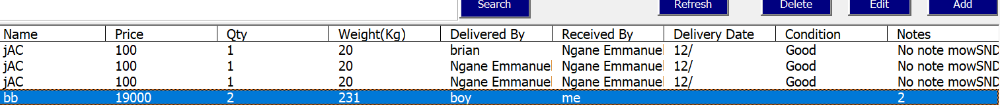 Search Refresh Delete Edit Add
Name Price Qty Weight(Kg) Delivered By Received By Delivery Date Condition Notes
jAC 100 1 20 brian Ngane Emmanuel 12/ Good No note mowSND
jAC 100 1 20 Ngane Emmanuel Ngane Emmanuel 12/ Good No note mowSND
jAC 100 1 20 Ngane Emmanuel Ngane Emmanuel 12/ Good No note mowSND
bb 19000 2 231 boy me 2